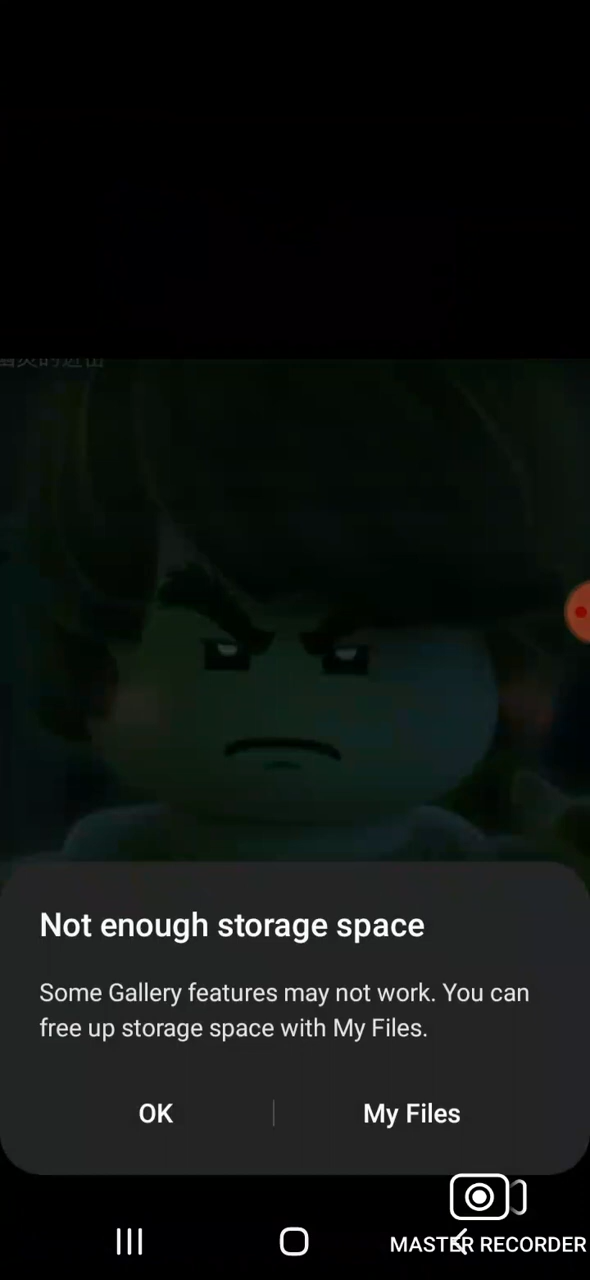 Not enough storage space
Some Gallery features may not work. You can
free up storage space with My Files.
OK
My Files
MASTER RECORDER